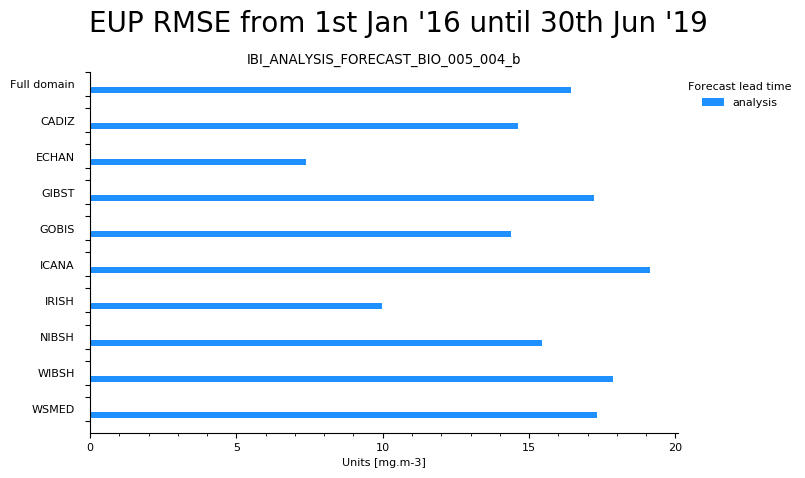 EUP RMSE from 1st Jan '16 until 30th Jun '19
IBI_ANALYSIS_FORECAST_BIO_005_004_b
Forecast lead time
analysis
Full domain
CADIZ
ECHAN
GIBST
GOBIS
ICANA
IRISH
NIBSH
WIBSH
WSMED
0 5 10 15 20
Units [mg.m-3]